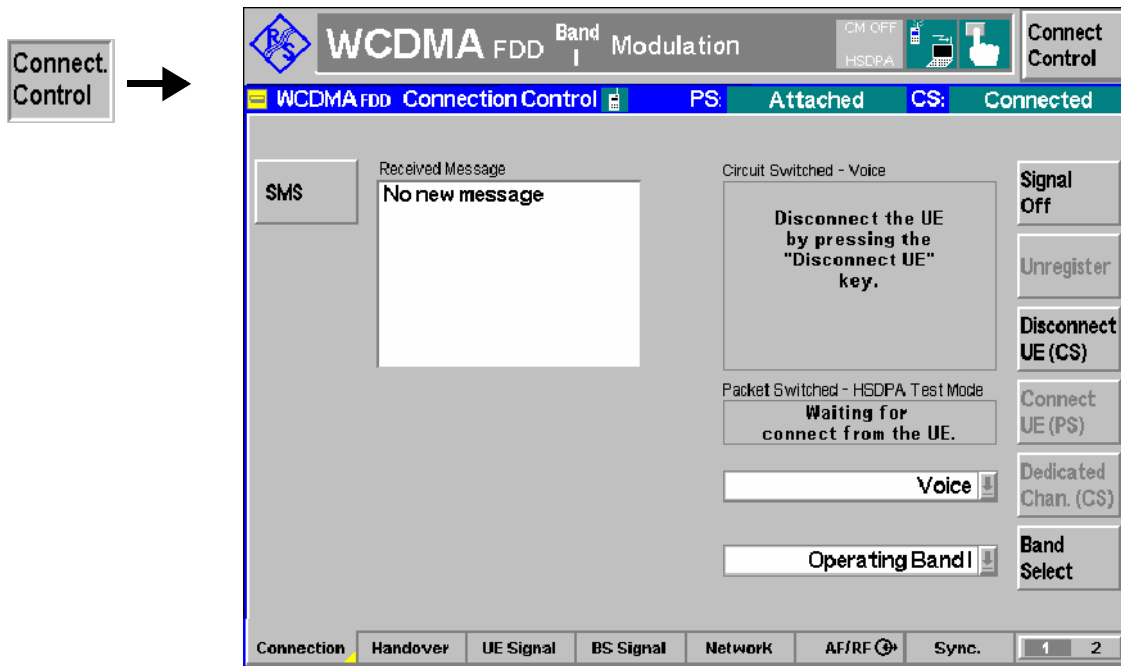 Connect.
Control
R&S
WCDMA FDD Band I Modulation
CM OFF
HSDPA
Connect
Control
WCDMA FDD Connection Control
PS: Attached
CS: Connected
SMS
Received Message
No new message
Circuit Switched - Voice
Disconnect the UE
by pressing the
"Disconnect UE"
key.
Packet Switched - HSDPA Test Mode
Waiting for
connect from the UE.
Voice
Operating Band I
Signal
Off
Unregister
Disconnect
UE (CS)
Connect
UE (PS)
Dedicated
Chan. (CS)
Band
Select
Connection
Handover
UE Signal
BS Signal
Network
AF/RF
Sync.
1 2